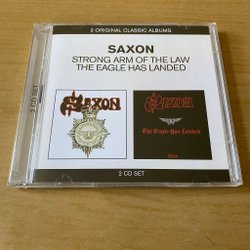 2 ORIGINAL CLASSIC ALBUMS
SAXON
STRONG ARM OF THE LAW
THE EAGLE HAS LANDED
SAXON
SAXON
The Eagle Has Landed
Live
2 CD SET
2 CD SET